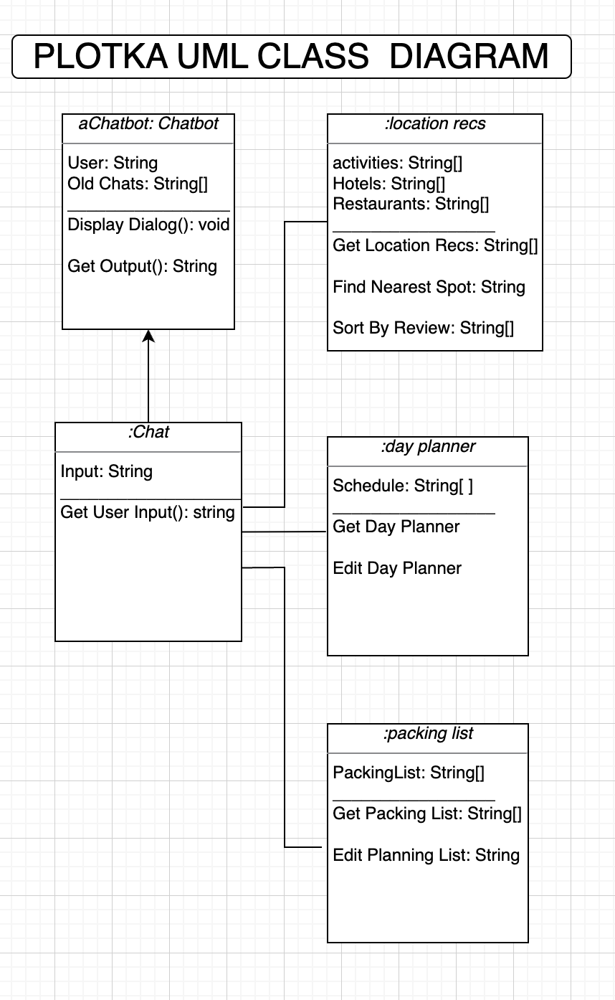 PLOTKA UML CLASS DIAGRAM
aChatbot: Chatbot
User: String
Old Chats: String[]
Display Dialog(): void
Get Output(): String
:location recs
activities: String[]
Hotels: String[]
Restaurants: String[]
Get Location Recs: String[]
Find Nearest Spot: String
Sort By Review: String[]
:Chat
Input: String
Get User Input(): string
:day planner
Schedule: String[ ]
Get Day Planner
Edit Day Planner
:packing list
PackingList: String[]
Get Packing List: String[]
Edit Planning List: String